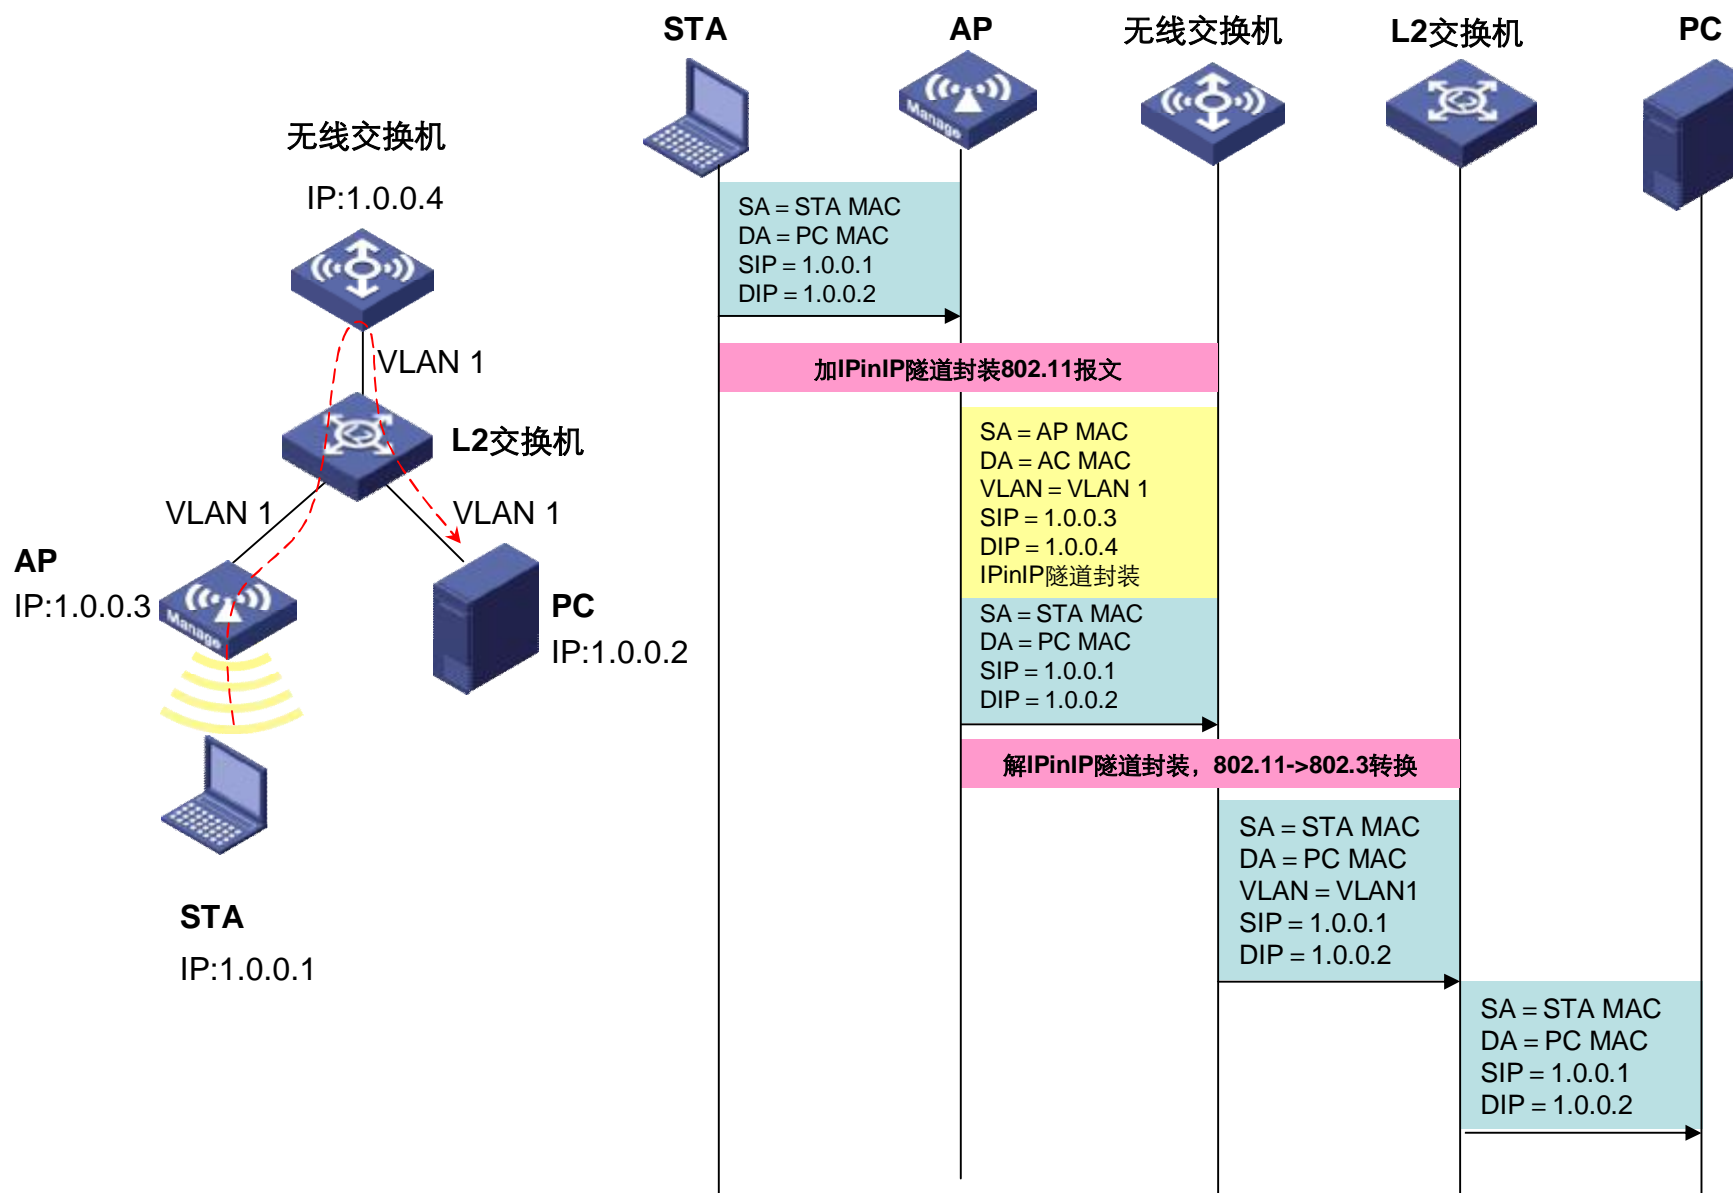 无线交换机
IP:1.0.0.4
VLAN 1
L2交换机
VLAN 1
VLAN 1
AP
IP:1.0.0.3
Manage
PC
IP:1.0.0.2
STA
IP:1.0.0.1
STA
AP
无线交换机
L2交换机
PC
Manage
SA=STA MAC
DA=PC MAC
SIP=1.0.0.1
DIP=1.0.0.2
加IPinIP隧道封装802.11报文
SA=AP MAC
DA=AC MAC
VLAN=VLAN 1
SIP=1.0.0.3
DIP=1.0.0.4
IPinIP隧道封装
SA=STA MAC
DA=PC MAC
SIP=1.0.0.1
DIP=1.0.0.2
解IPinIP隧道封装，802.11->802.3转换
SA=STA MAC
DA=PC MAC
VLAN=VLAN1
SIP=1.0.0.1
DIP=1.0.0.2
SA=STA MAC
DA=PC MAC
SIP=1.0.0.1
DIP=1.0.0.2